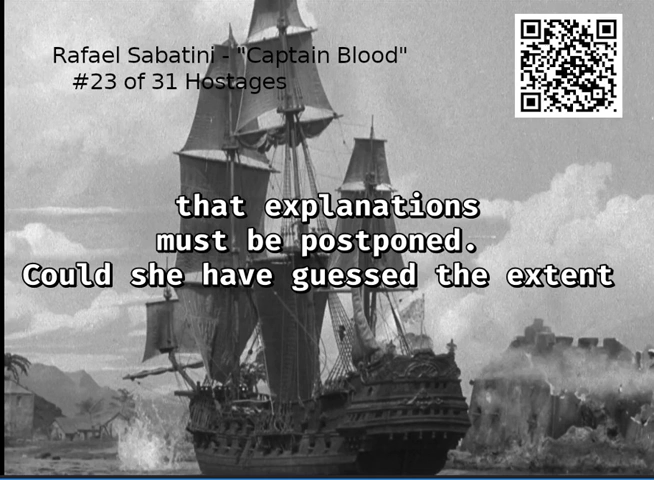 Rafael Sabatini - "Captain Blood"
#23 of 31 Hostages
that explanations
must be postponed.
Could she have guessed the extent